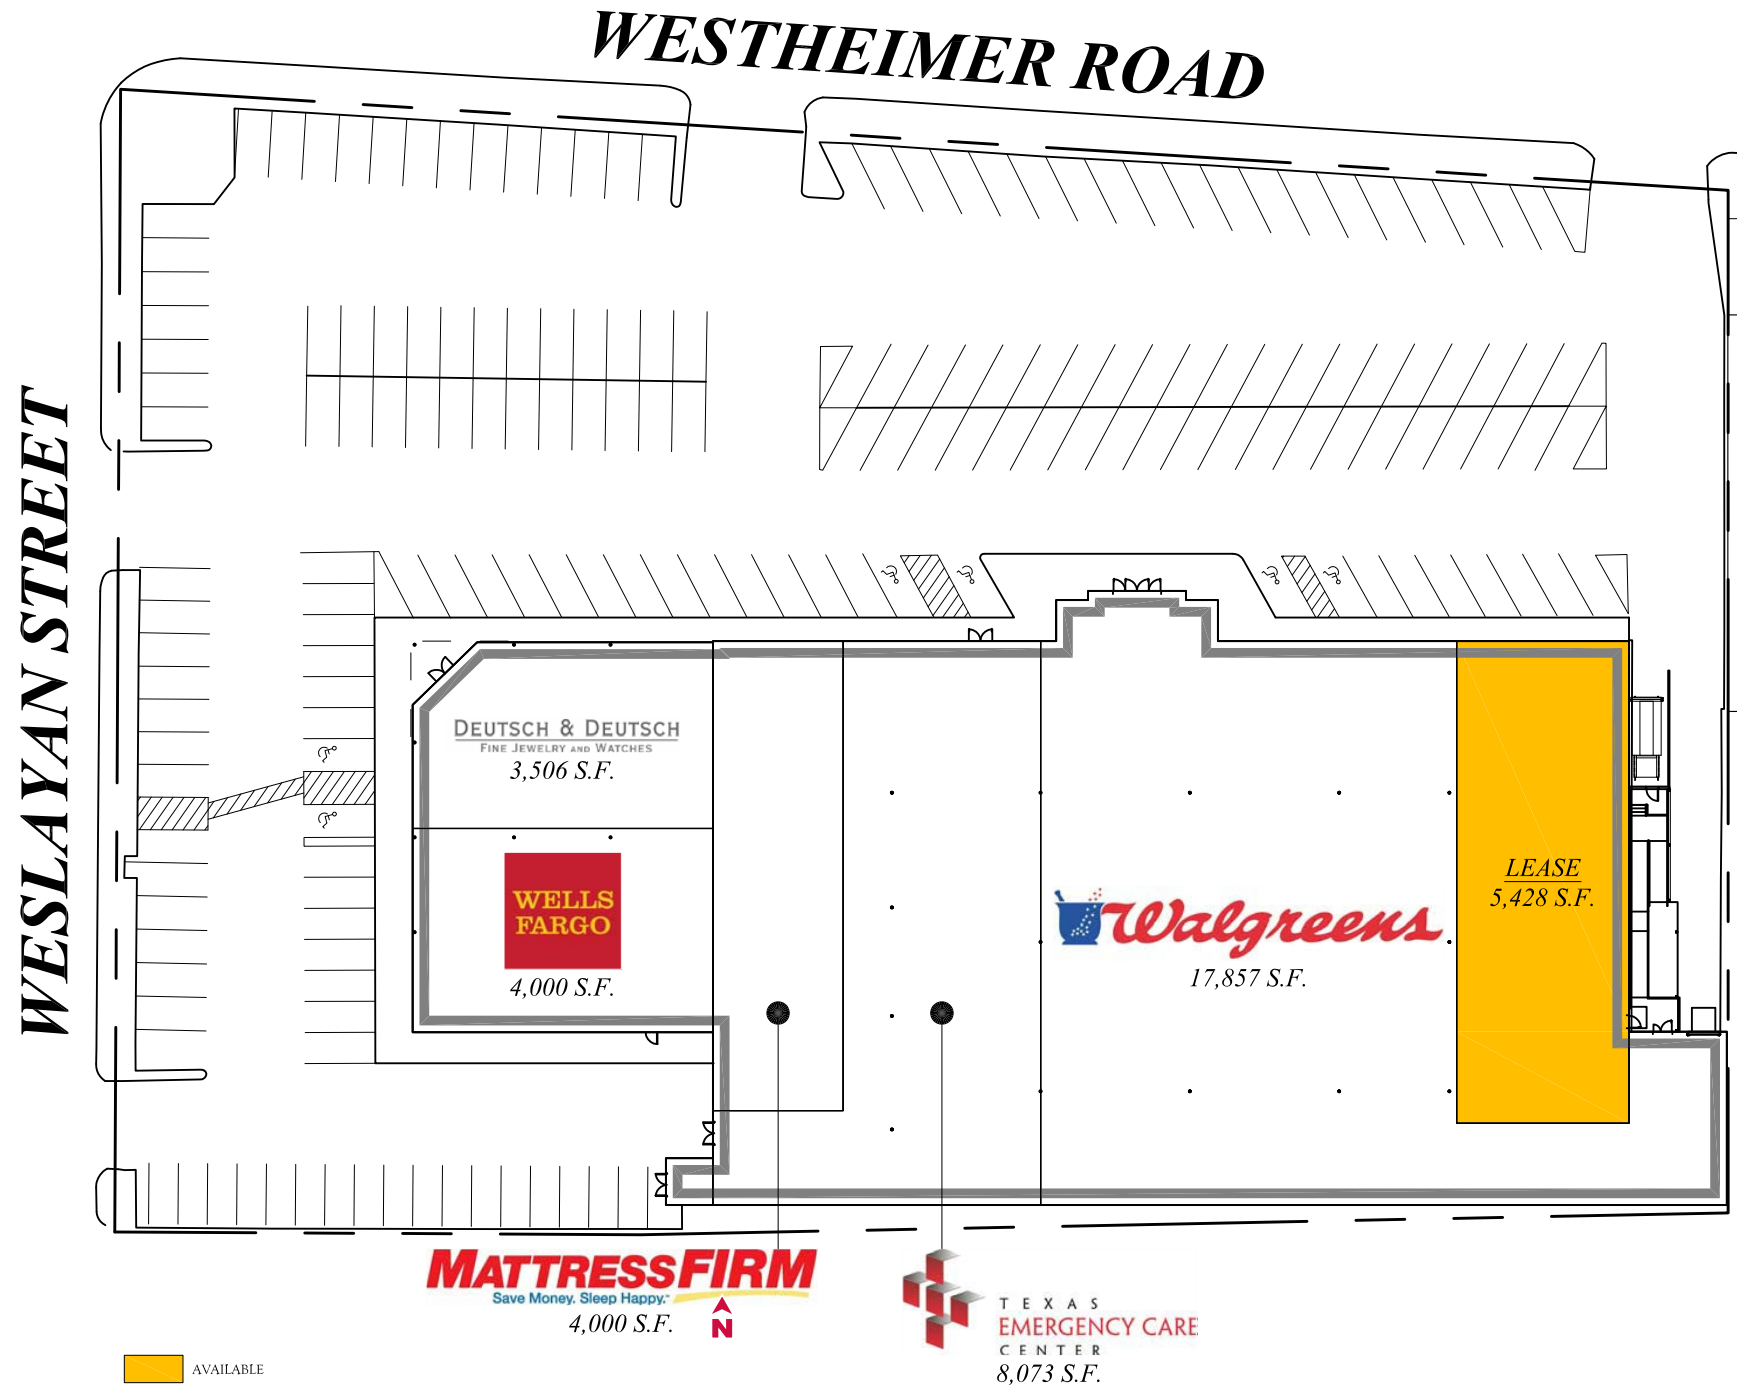 WESTHEIMER ROAD
WESLAYAN STREET
DEUTSCH & DEUTSCH
FINE JEWELRY AND WATCHES
3,506 S.F.
WELLS
FARGO
4,000 S.F.
Walgreens
17,857 S.F.
LEASE
5,428 S.F.
MATTRESSFIRM
Save Money. Sleep Happy.™
4,000 S.F.
N
TEXAS
EMERGENCY CARE
CENTER
8,073 S.F.
AVAILABLE